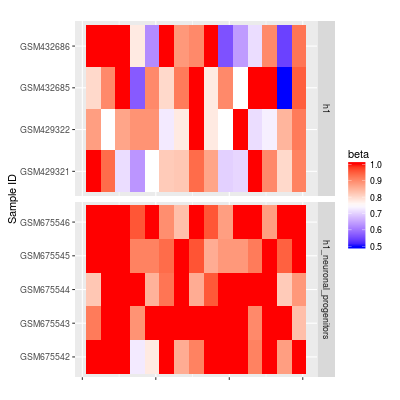 GSM432686
GSM432685
GSM429322
GSM429321
GSM675546
GSM675545
GSM675544
GSM675543
GSM675542
Sample ID
h1
h1_neuronal_progenitors
beta
1.0
0.9
0.8
0.7
0.6
0.5